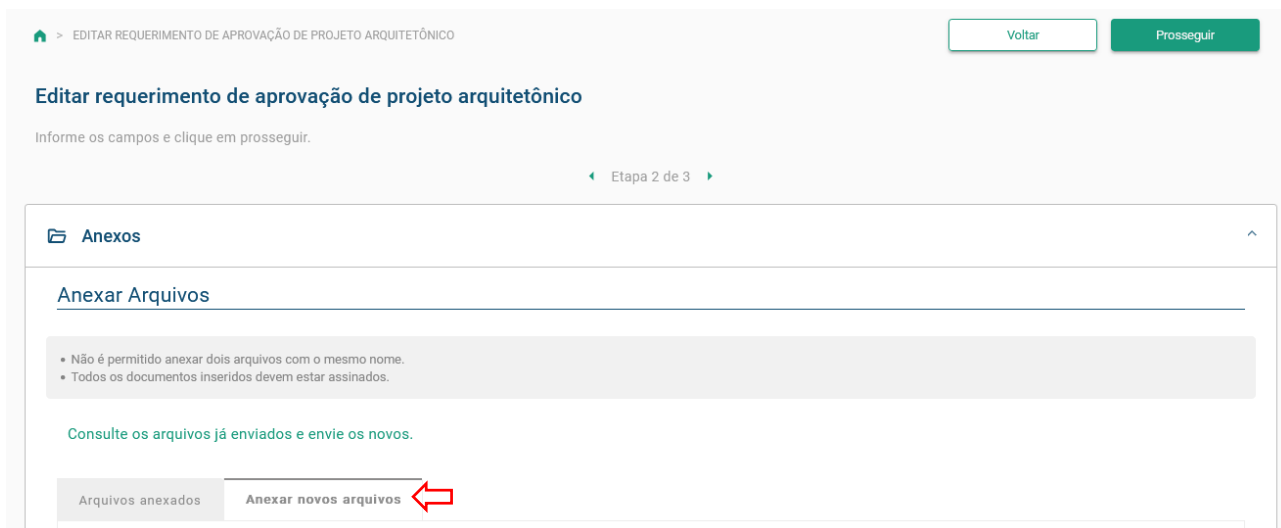 > EDITAR REQUERIMENTO DE APROVAÇÃO DE PROJETO ARQUITETÔNICO
Voltar
Prosseguir
Editar requerimento de aprovação de projeto arquitetônico
Informe os campos e clique em prosseguir.
Etapa 2 de 3
Anexos
Anexar Arquivos
• Não é permitido anexar dois arquivos com o mesmo nome.
• Todos os documentos inseridos devem estar assinados.
Consulte os arquivos já enviados e envie os novos.
Arquivos anexados
Anexar novos arquivos